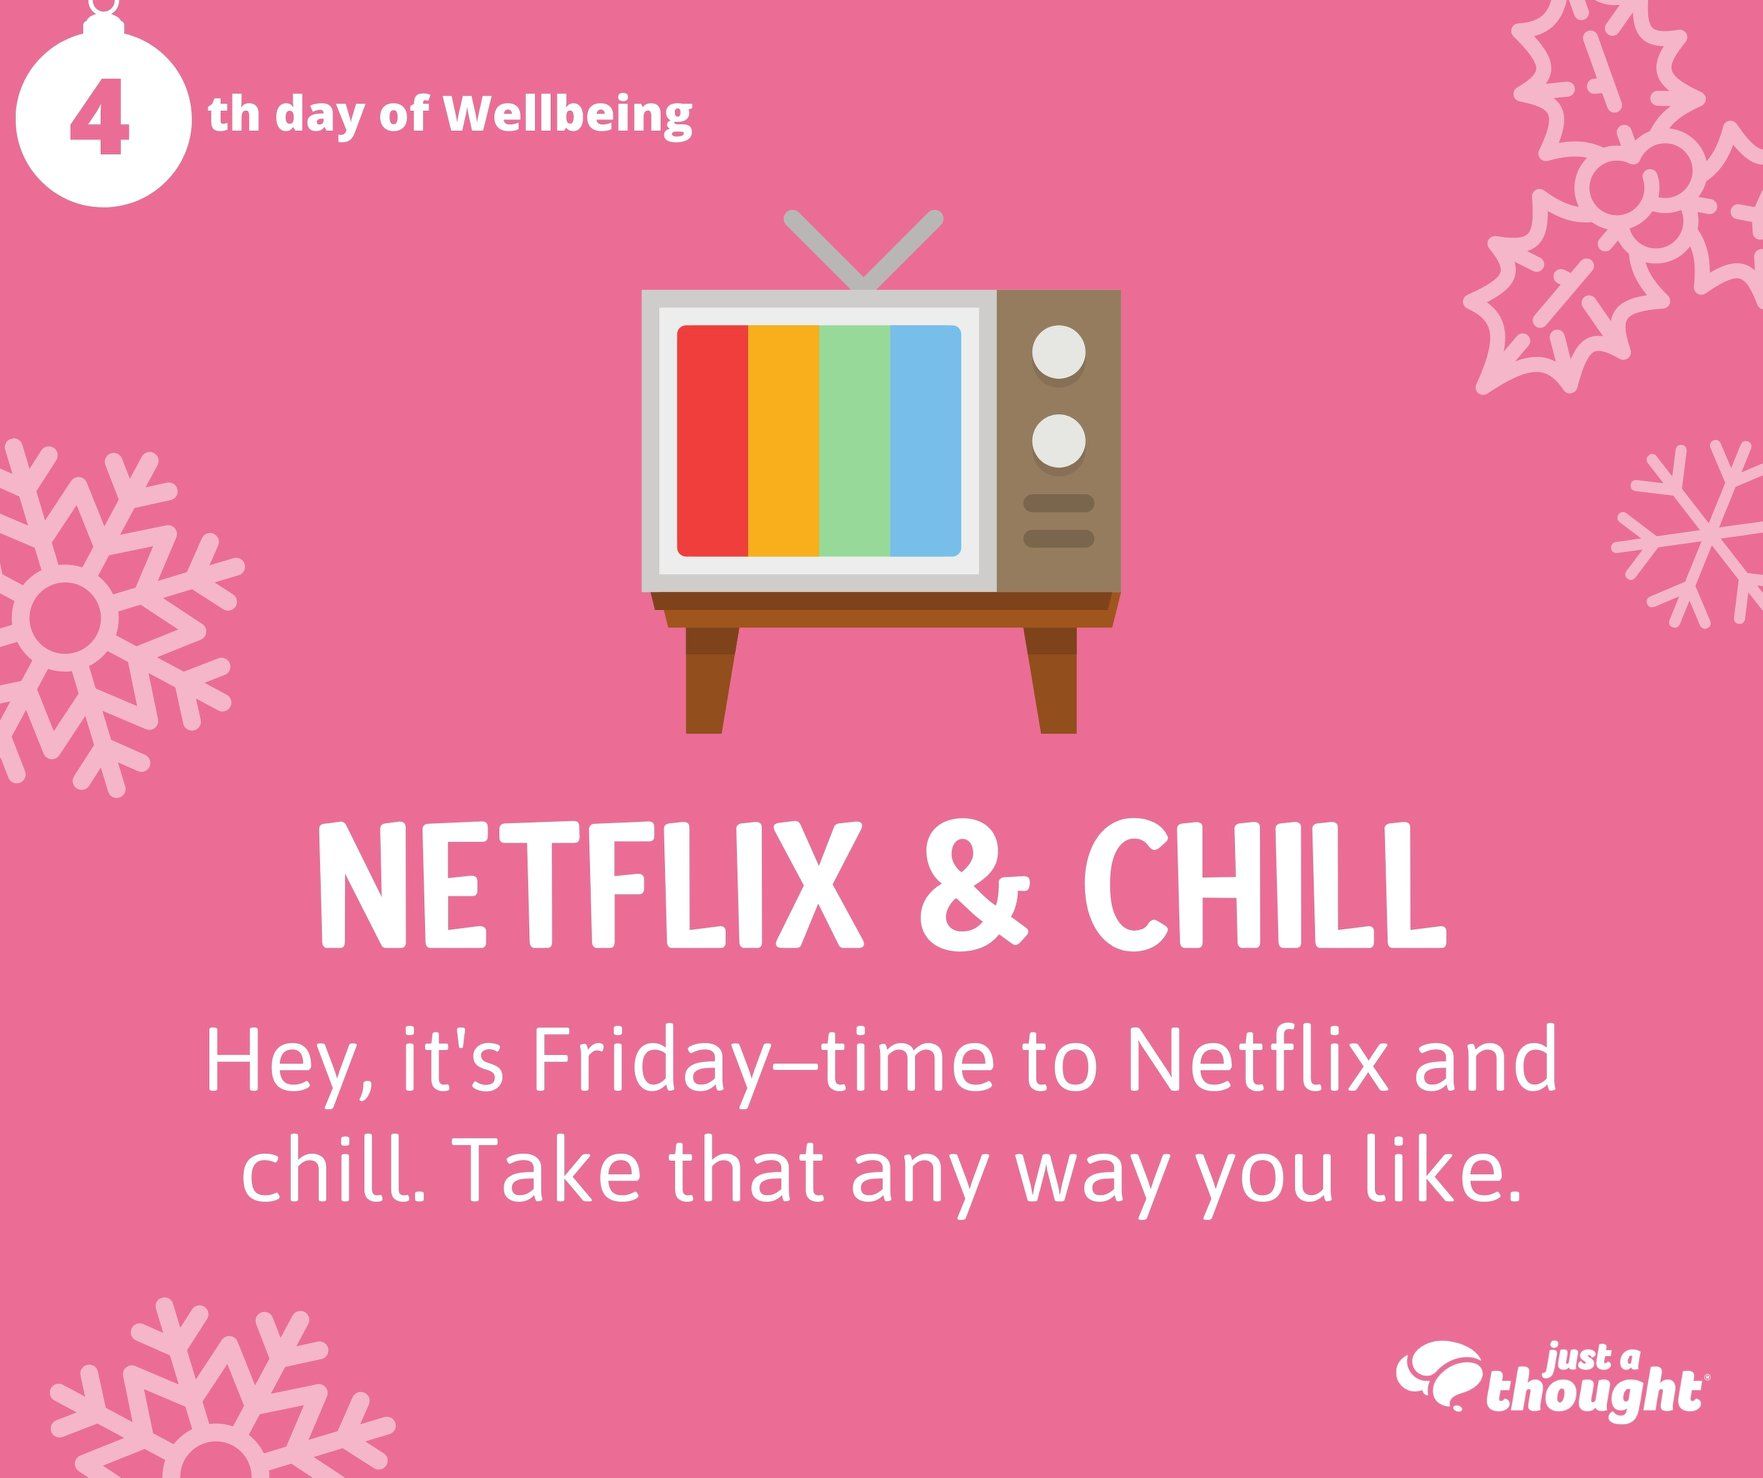 4 th day of Wellbeing
NETFLIX & CHILL
Hey, it's Friday–time to Netflix and
chill. Take that any way you like.
just a
thought®